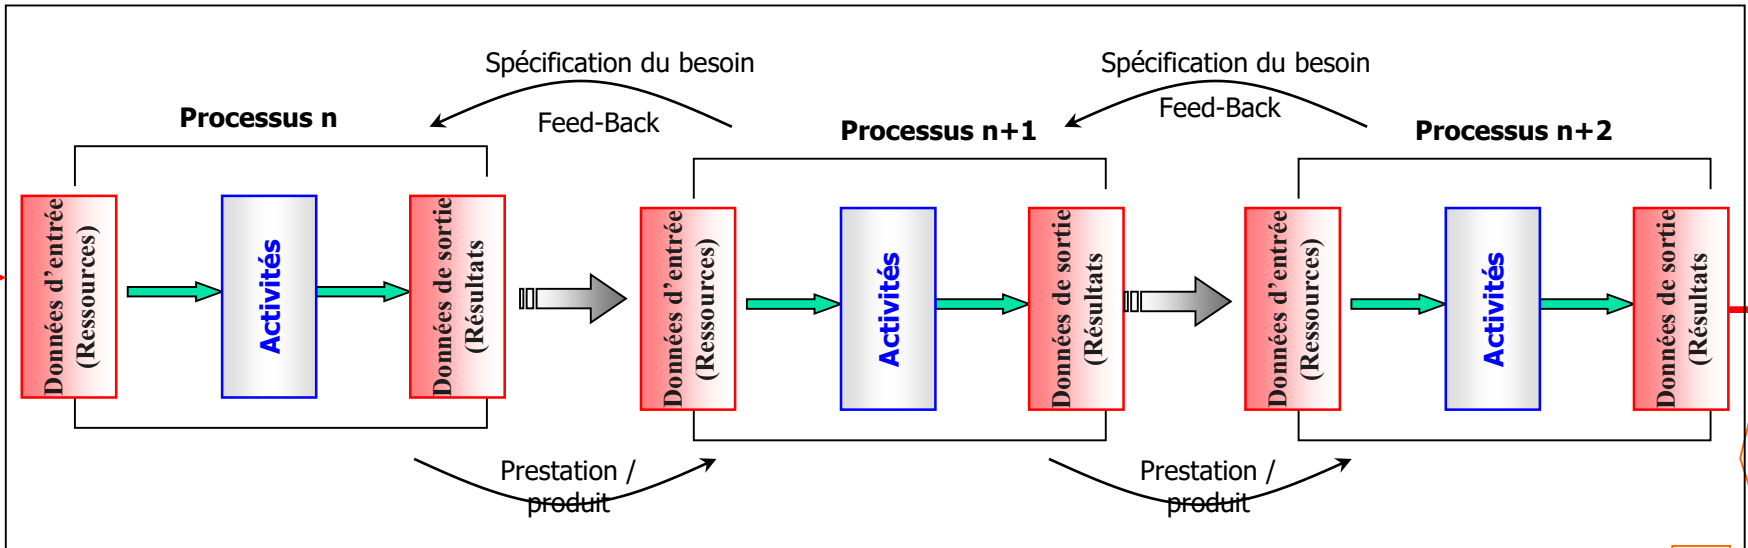 Spécification du besoin
Feed-Back
Spécification du besoin
Feed-Back
Processus n
Processus n+1
Processus n+2
Données d'entrée
(Ressources)
Activités
Données de sortie
(Résultats
Données d'entrée
(Ressources)
Activités
Données de sortie
(Résultats
Données d'entrée
(Ressources)
Activités
Données de sortie
(Résultats
Prestation /
produit
Prestation /
produit